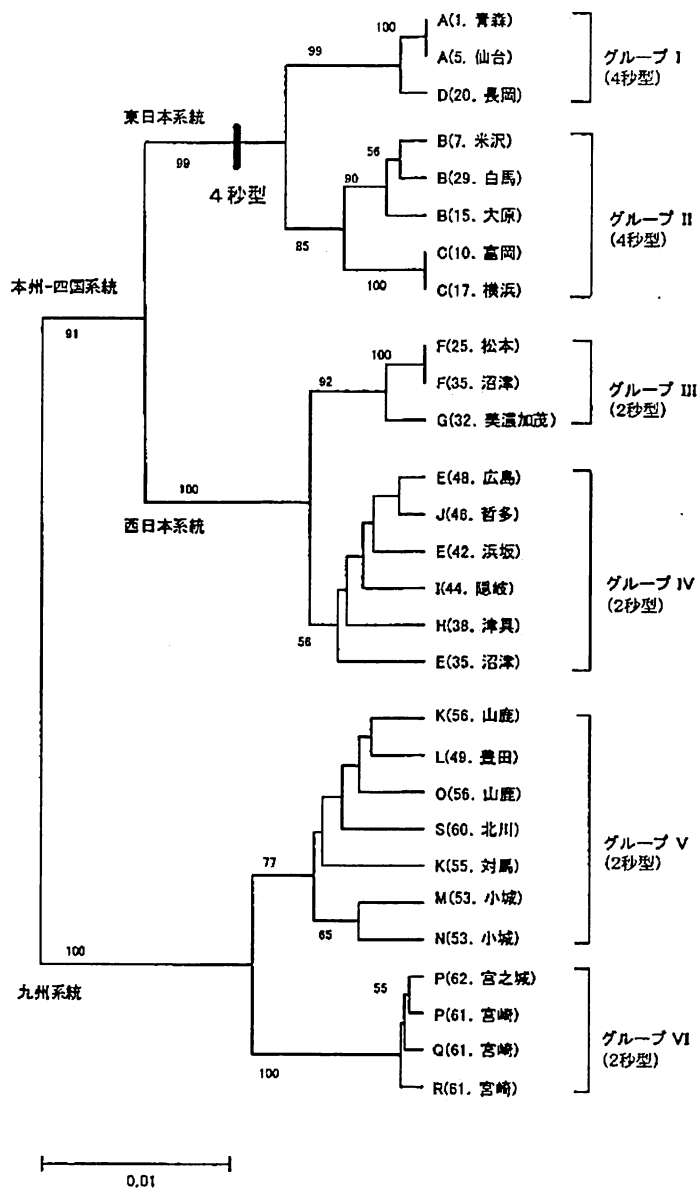 100
A(1. 青森)
99
A(5. 仙台)
グループ I
(4秒型)
D(20. 長岡)
東日本系統
99
4秒型
56
B(7. 米沢)
90
B(29. 白馬)
B(15. 大原)
グループ II
(4秒型)
85
C(10. 富岡)
100
C(17. 横浜)
本州-四国系統
91
100
F(25. 松本)
92
F(35. 沼津)
グループ III
(2秒型)
G(32. 美濃加茂)
100
西日本系統
E(48. 広島)
J(46. 哲多)
E(42. 浜坂)
I(44. 隠岐)
グループ IV
(2秒型)
H(38. 津具)
56
E(35. 沼津)
K(56. 山鹿)
L(49. 豊田)
O(56. 山鹿)
S(60. 北川)
グループ V
(2秒型)
77
K(55. 対馬)
M(53. 小城)
65
N(53. 小城)
100
九州系統
55
P(62. 宮之城)
P(61. 宮崎)
Q(61. 宮崎)
グループ VI
(2秒型)
100
R(61. 宮崎)
0.01